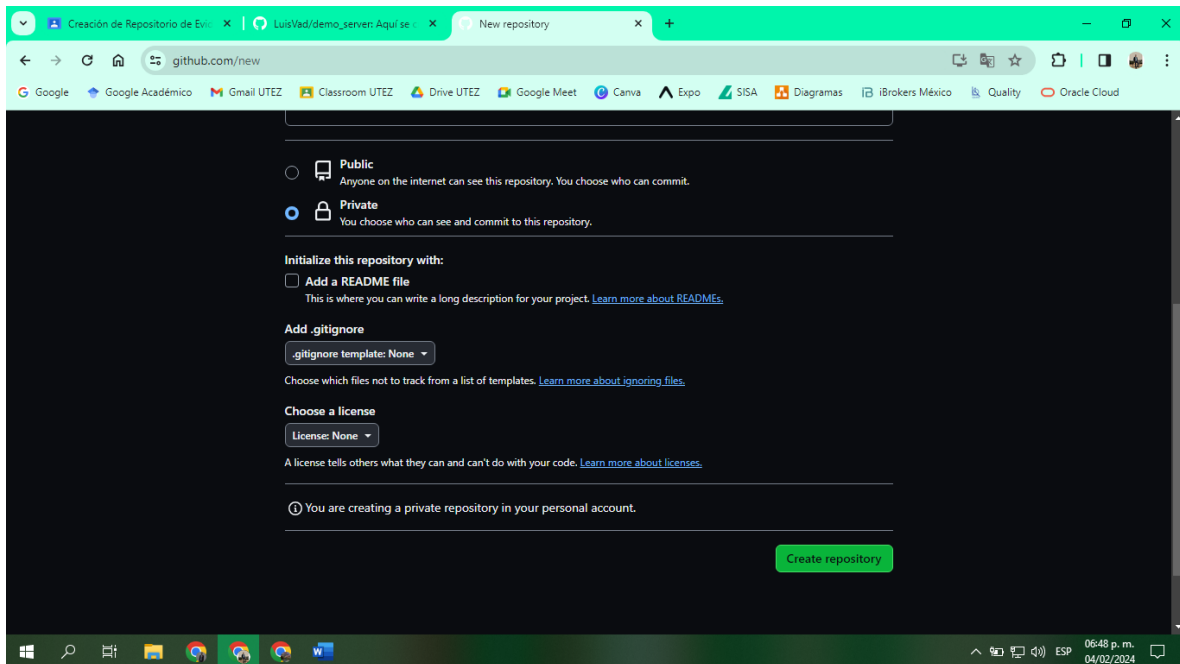 Creación de Repositorio de Evic
LuisVad/demo_server: Aquí se c
New repository
github.com/new
Google
Google Académico
Gmail UTEZ
Classroom UTEZ
Drive UTEZ
Google Meet
Canva
Expo
SISA
Diagramas
iBrokers México
Quality
Oracle Cloud
Public
Anyone on the internet can see this repository. You choose who can commit.
Private
You choose who can see and commit to this repository.
Initialize this repository with:
Add a README file
This is where you can write a long description for your project. Learn more about READMEs.
Add .gitignore
.gitignore template: None
Choose which files not to track from a list of templates. Learn more about ignoring files.
Choose a license
License: None
A license tells others what they can and can't do with your code. Learn more about licenses.
You are creating a private repository in your personal account.
Create repository
ESP
06:48 p. m.
04/02/2024